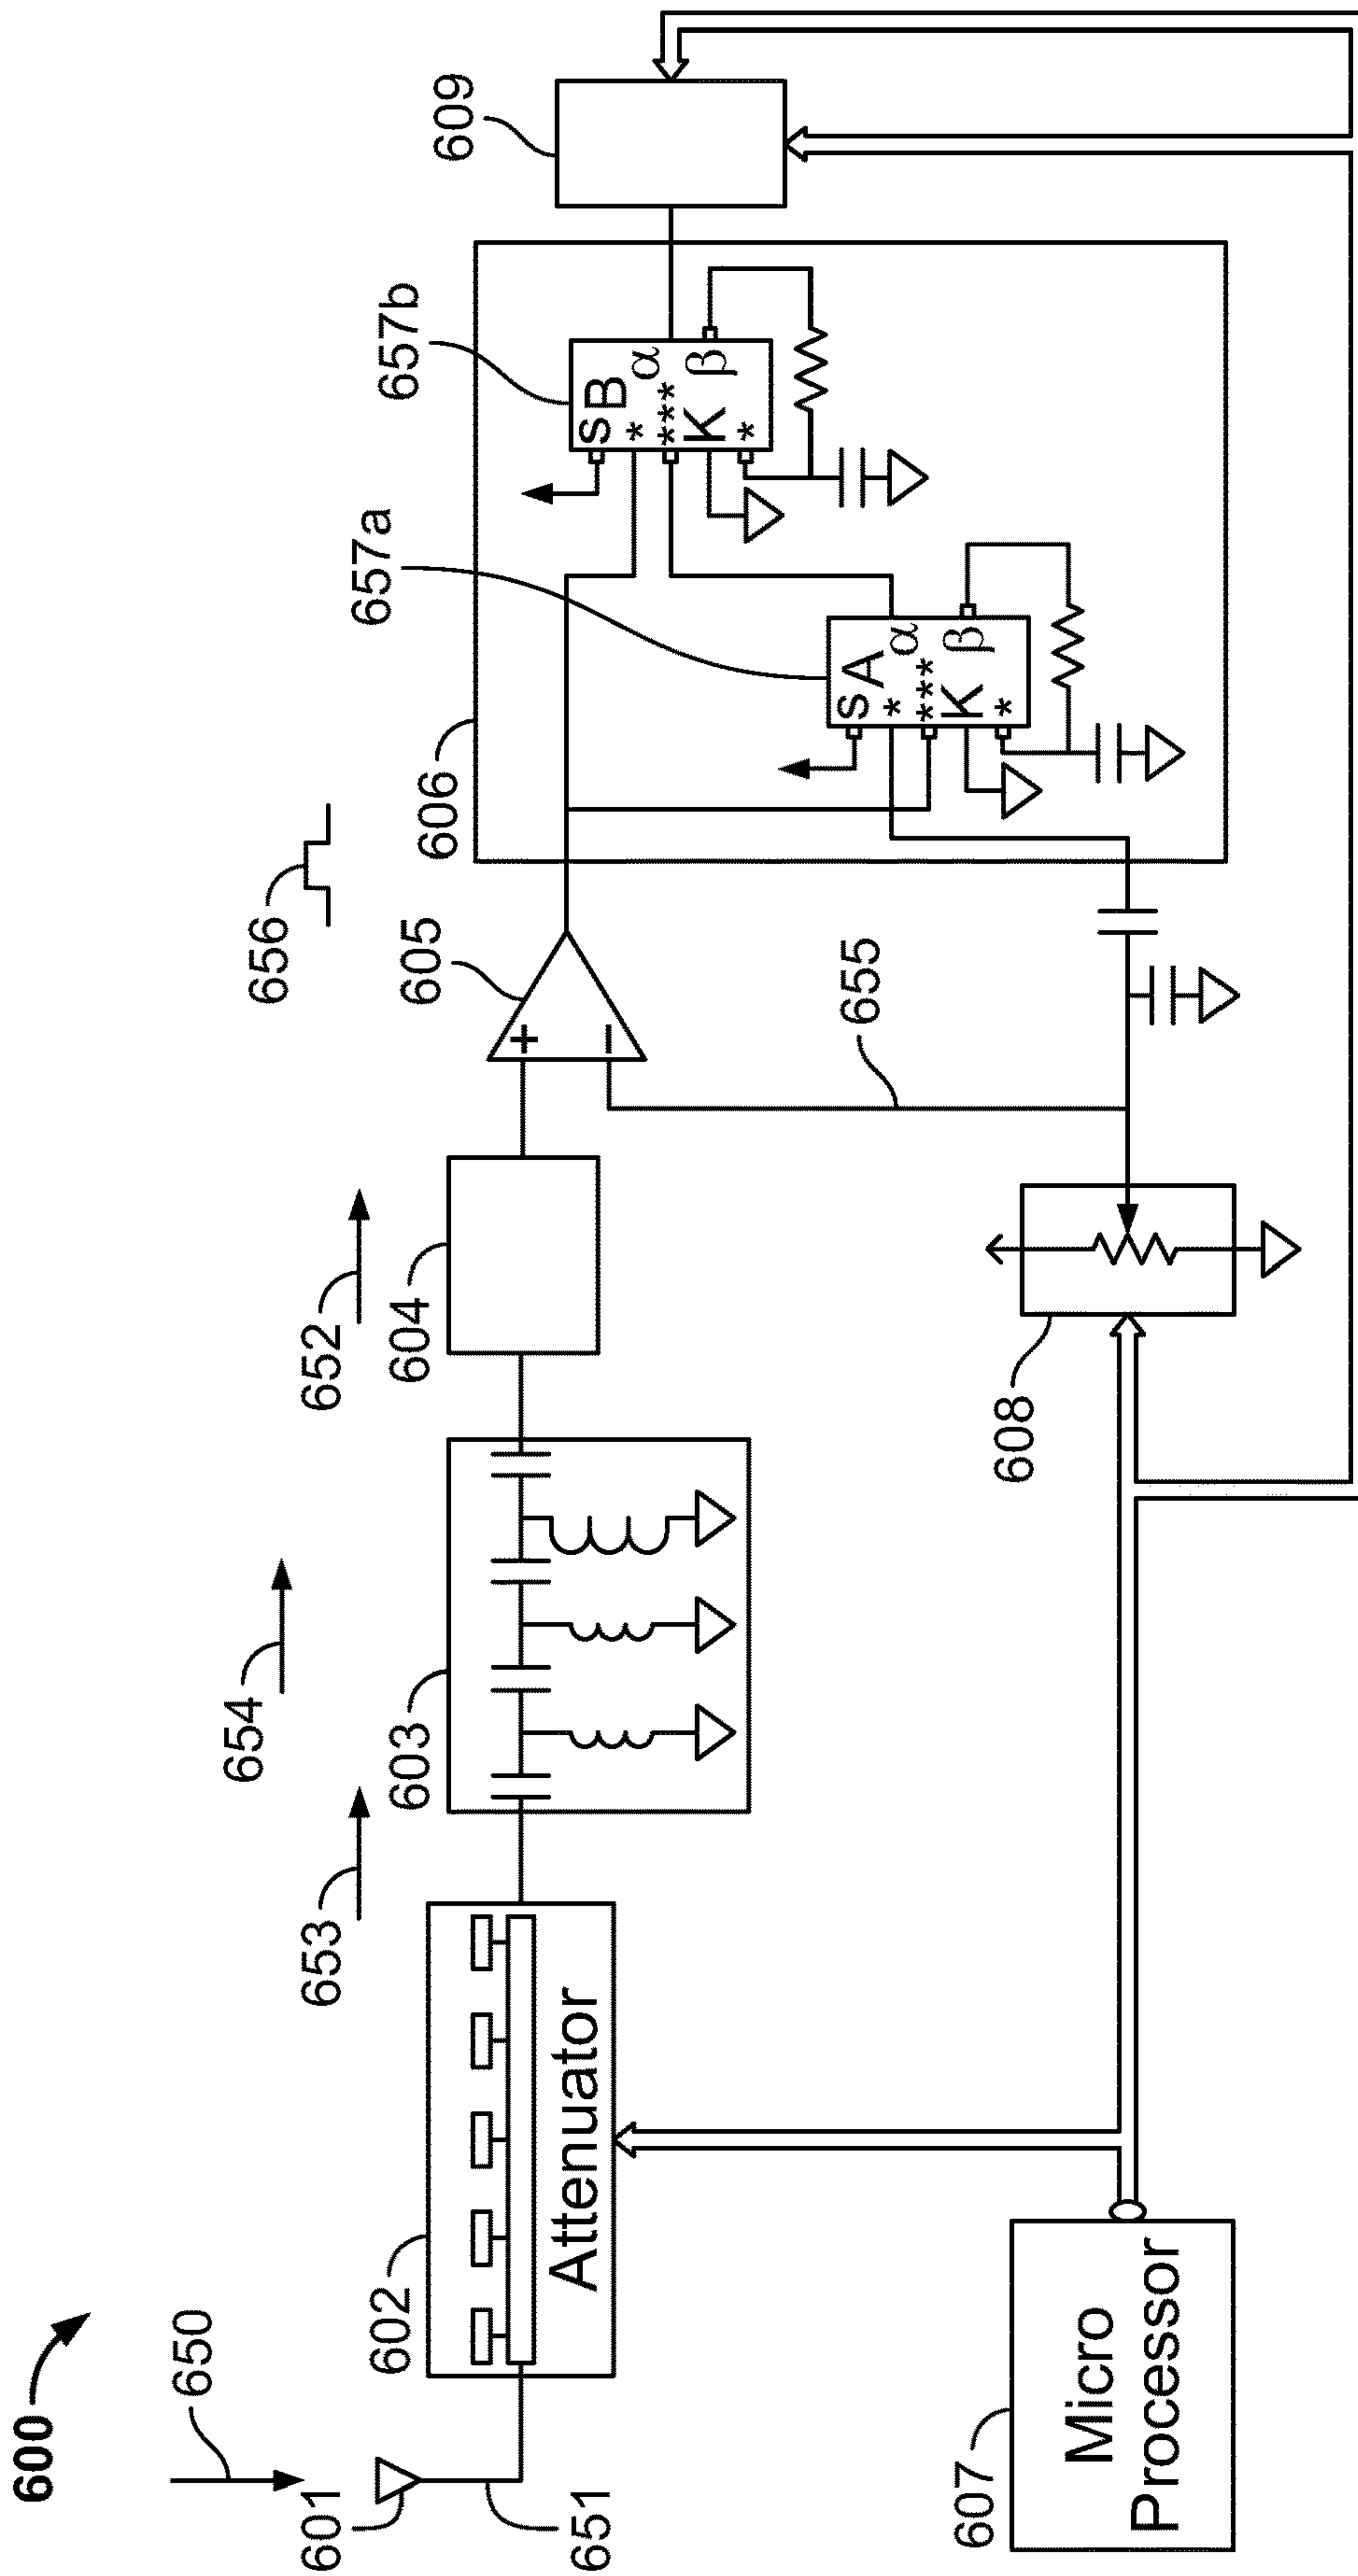 600
650
601
651
602
Attenuator
653
654
603
652
604
605
+
−
656
655
606
657a
s
A
*
α
***
K
β
*
657b
s
B
*
α
***
K
β
*
609
607
Micro
Processor
608